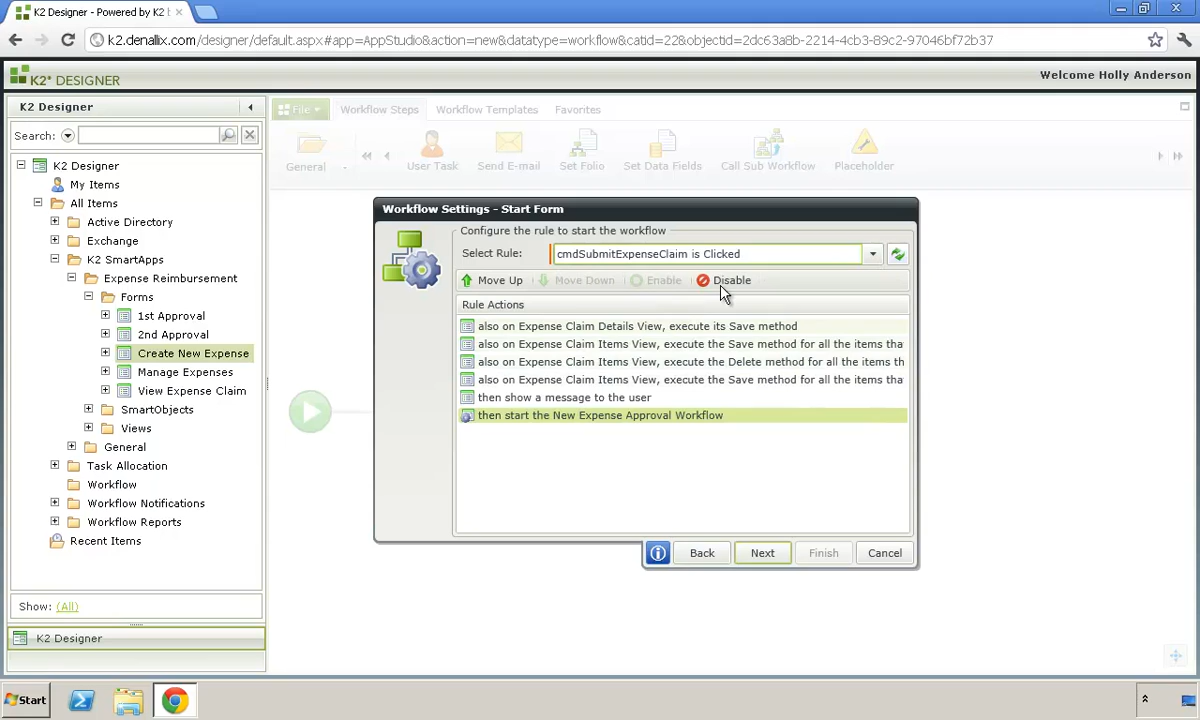 K2 Designer - Powered by K2 b
k2.denallix.com/designer/default.aspx#app=AppStudio&action=new&datatype=workflow&catid=22&objectid=2dc63a8b-2214-4cb3-89c2-97046bf72b37
K2* DESIGNER
Welcome Holly Anderson
K2 Designer
File
Workflow Steps
Workflow Templates
Favorites
Search:
General
User Task
Send E-mail
Set Folio
Set Data Fields
Call Sub Workflow
Placeholder
K2 Designer
My Items
All Items
Active Directory
Exchange
K2 SmartApps
Expense Reimbursement
Forms
1st Approval
2nd Approval
Create New Expense
Manage Expenses
View Expense Claim
SmartObjects
Views
General
Task Allocation
Workflow
Workflow Notifications
Workflow Reports
Recent Items
Show: (All)
K2 Designer
Workflow Settings - Start Form
Configure the rule to start the workflow
Select Rule: cmdSubmitExpenseClaim is Clicked
Move Up
Move Down
Enable
Disable
Rule Actions
also on Expense Claim Details View, execute its Save method
also on Expense Claim Items View, execute the Save method for all the items tha
also on Expense Claim Items View, execute the Delete method for all the items th
also on Expense Claim Items View, execute the Save method for all the items tha
then show a message to the user
then start the New Expense Approval Workflow
Back
Next
Finish
Cancel
Start